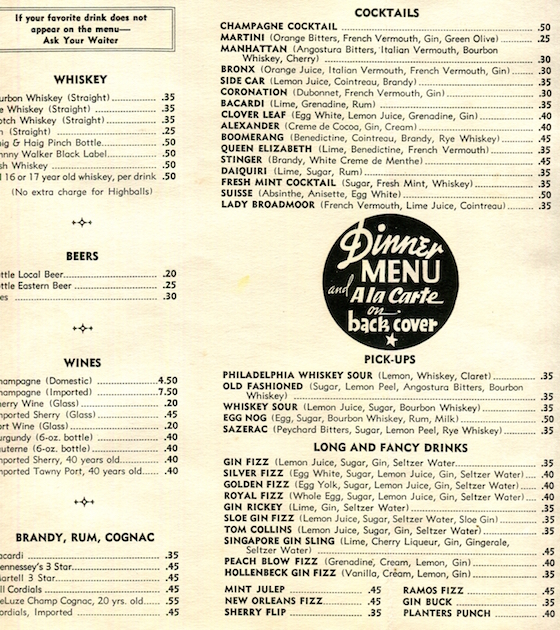 If your favorite drink does not
appear on the menu—
Ask Your Waiter
WHISKEY
urbon Whiskey (Straight) .35
e Whiskey (Straight) .35
otch Whiskey (Straight) .35
n (Straight) .25
aig & Haig Pinch Bottle .50
hnny Walker Black Label .50
sh Whiskey .50
l 16 or 17 year old whiskey, per drink .50
(No extra charge for Highballs)
BEERS
ottle Local Beer .20
ottle Eastern Beer .25
es .30
WINES
hampagne (Domestic) 4.50
hampagne (Imported) 7.50
herry Wine (Glass) .20
mported Sherry (Glass) .45
ort Wine (Glass) .20
urgundy (6-oz. bottle) .40
auterne (6-oz. bottle) .40
mported Sherry, 40 years old .40
mported Tawny Port, 40 years old .40
BRANDY, RUM, COGNAC
acardi .35
ennessey's 3 Star .45
artell 3 Star .45
ll Cordials .45
eLuze Champ Cognac, 20 yrs. old .55
ordials, Imported .45
COCKTAILS
CHAMPAGNE COCKTAIL .50
MARTINI (Orange Bitters, French Vermouth, Gin, Green Olive) .25
MANHATTAN (Angostura Bitters, Italian Vermouth, Bourbon
Whiskey, Cherry) .30
BRONX (Orange Juice, Italian Vermouth, French Vermouth, Gin) .30
SIDE CAR (Lemon Juice, Cointreau, Brandy) .35
CORONATION (Dubonnet, French Vermouth, Gin) .30
BACARDI (Lime, Grenadine, Rum) .35
CLOVER LEAF (Egg White, Lemon Juice, Grenadine, Gin) .40
ALEXANDER (Creme de Cocoa, Gin, Cream) .40
BOOMERANG (Benedictine, Cointreau, Brandy, Rye Whiskey) .45
QUEEN ELIZABETH (Lime, Benedictine, French Vermouth) .35
STINGER (Brandy, White Creme de Menthe) .45
DAIQUIRI (Lime, Sugar, Rum) .35
FRESH MINT COCKTAIL (Sugar, Fresh Mint, Whiskey) .35
SUISSE (Absinthe, Anisette, Egg White) .50
LADY BROADMOOR (French Vermouth, Lime Juice, Cointreau) .35
Dinner
MENU
and A la Carte
on
back cover
PICK-UPS
PHILADELPHIA WHISKEY SOUR (Lemon, Whiskey, Claret) .35
OLD FASHIONED (Sugar, Lemon Peel, Angostura Bitters, Bourbon
Whiskey) .35
WHISKEY SOUR (Lemon Juice, Sugar, Bourbon Whiskey) .35
EGG NOG (Egg, Sugar, Bourbon Whiskey, Rum, Milk) .50
SAZERAC (Peychard Bitters, Sugar, Lemon Peel, Rye Whiskey) .35
LONG AND FANCY DRINKS
GIN FIZZ (Lemon Juice, Sugar, Gin, Seltzer Water .35
SILVER FIZZ (Egg White, Sugar, Lemon Juice, Gin, Seltzer Water) .40
GOLDEN FIZZ (Egg Yolk, Sugar, Lemon Juice, Gin, Seltzer Water) .40
ROYAL FIZZ (Whole Egg, Sugar, Lemon Juice, Gin, Seltzer Water) .40
GIN RICKEY (Lime, Gin, Seltzer Water) .35
SLOE GIN FIZZ (Lemon Juice, Sugar, Seltzer Water, Sloe Gin) .35
TOM COLLINS (Lemon Juice, Sugar, Gin, Seltzer Water) .35
SINGAPORE GIN SLING (Lime, Cherry Liqueur, Gin, Gingerale,
Seltzer Water) .45
PEACH BLOW FIZZ (Grenadine, Cream, Lemon, Gin) .40
HOLLENBECK GIN FIZZ (Vanilla, Cream, Lemon, Gin) .35
MINT JULEP .45 RAMOS FIZZ .45
NEW ORLEANS FIZZ .45 GIN BUCK .35
SHERRY FLIP .35 PLANTERS PUNCH .40